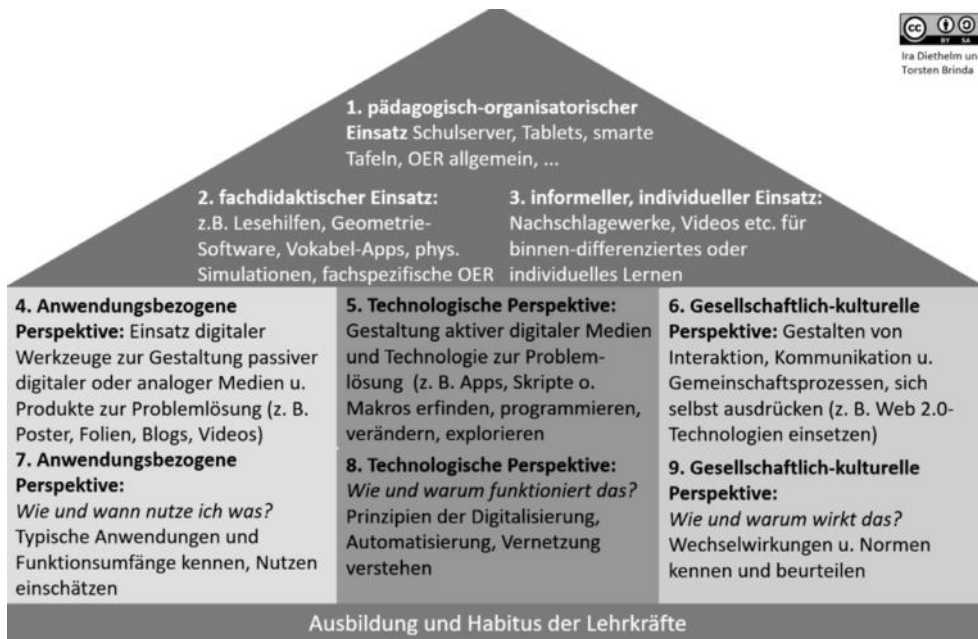 cc BY SA
Ira Diethelm un
Torsten Brinda
1. pädagogisch-organisatorischer
Einsatz Schulserver, Tablets, smarte
Tafeln, OER allgemein, ...
2. fachdidaktischer Einsatz:
z.B. Lesehilfen, Geometrie-
Software, Vokabel-Apps, phys.
Simulationen, fachspezifische OER
3. informeller, individueller Einsatz:
Nachschlagewerke, Videos etc. für
binnen-differenziertes oder
individuelles Lernen
4. Anwendungsbezogene
Perspektive: Einsatz digitaler
Werkzeuge zur Gestaltung passiver
digitaler oder analoger Medien u.
Produkte zur Problemlösung (z. B.
Poster, Folien, Blogs, Videos)
5. Technologische Perspektive:
Gestaltung aktiver digitaler Medien
und Technologie zur Problem-
lösung (z. B. Apps, Skripte o.
Makros erfinden, programmieren,
verändern, explorieren
6. Gesellschaftlich-kulturelle
Perspektive: Gestalten von
Interaktion, Kommunikation u.
Gemeinschaftsprozessen, sich
selbst ausdrücken (z. B. Web 2.0-
Technologien einsetzen)
7. Anwendungsbezogene
Perspektive:
Wie und wann nutze ich was?
Typische Anwendungen und
Funktionsumfänge kennen, Nutzen
einschätzen
8. Technologische Perspektive:
Wie und warum funktioniert das?
Prinzipien der Digitalisierung,
Automatisierung, Vernetzung
verstehen
9. Gesellschaftlich-kulturelle
Perspektive:
Wie und warum wirkt das?
Wechselwirkungen u. Normen
kennen und beurteilen
Ausbildung und Habitus der Lehrkräfte